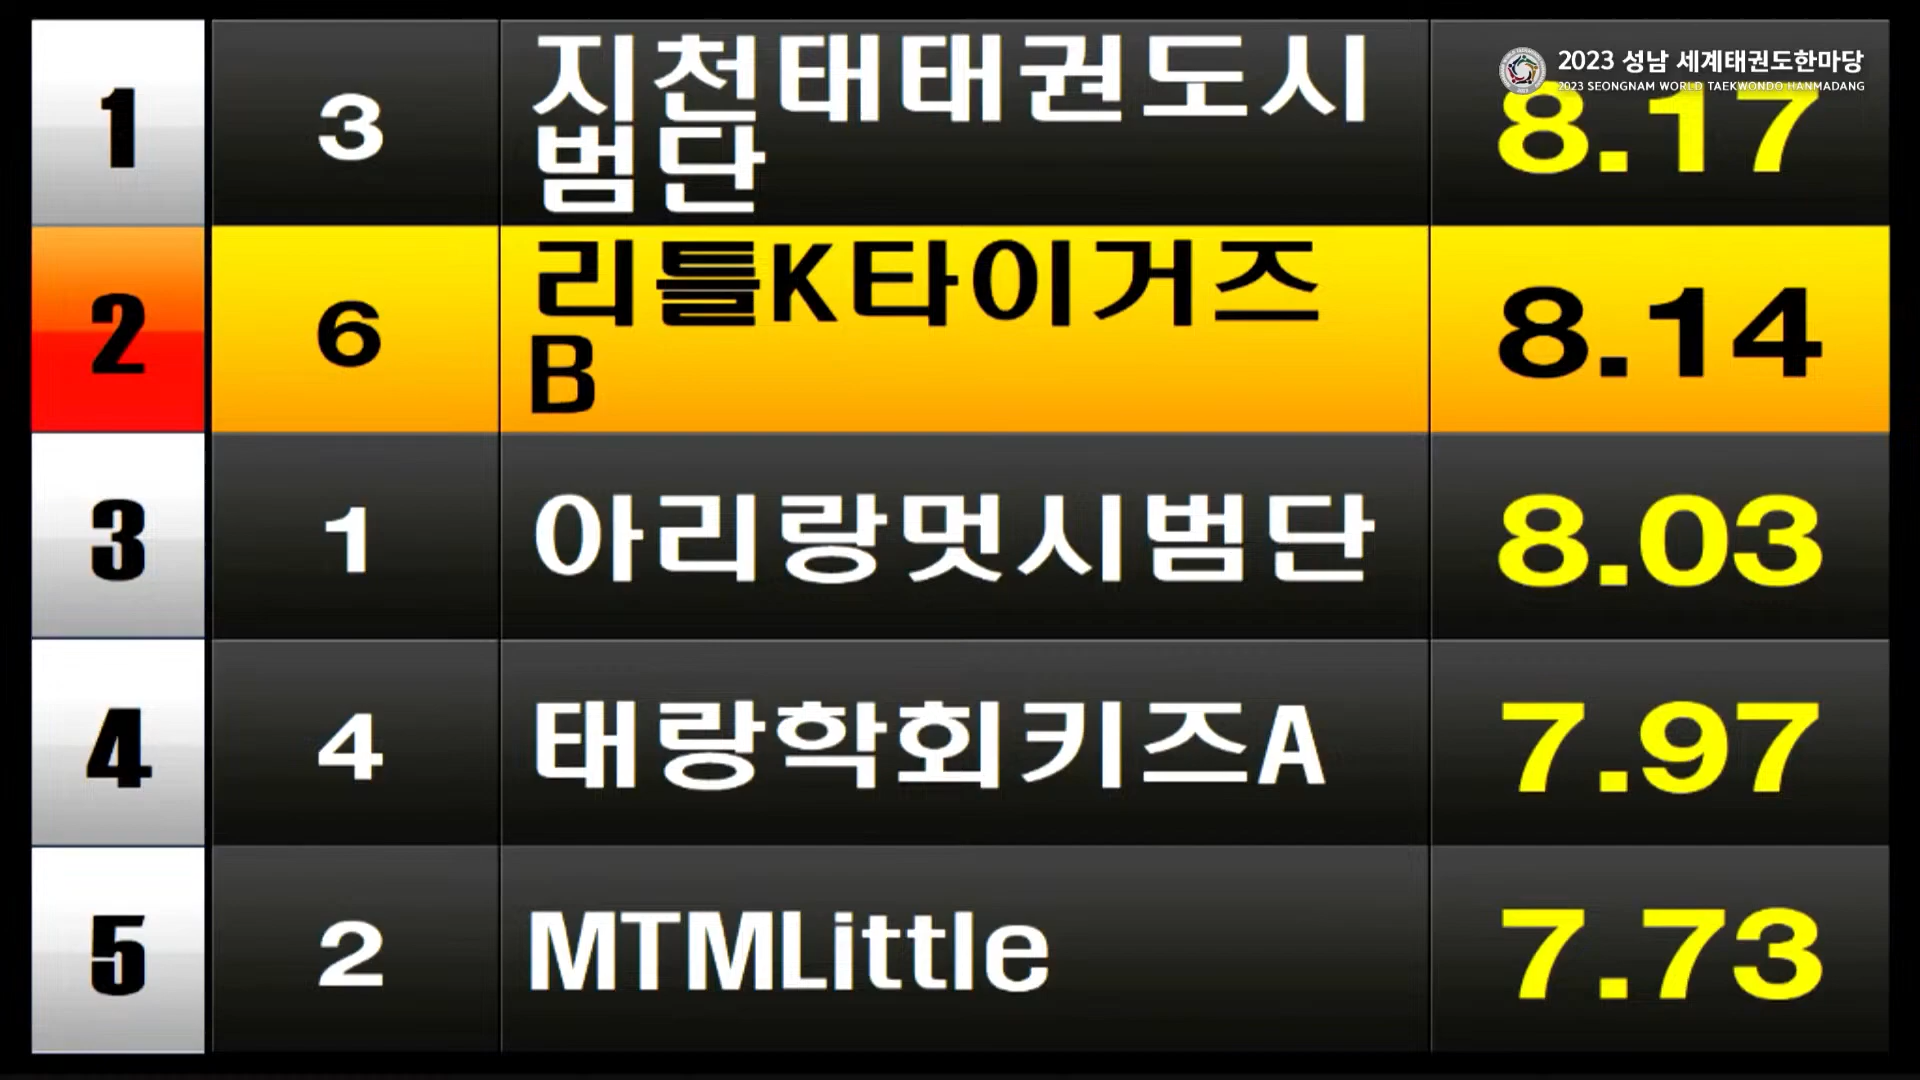 2023 성남 세계태권도한마당
2023 SEONGNAM WORLD TAEKWONDO HANMADANG
1 3 지천태태권도시 8.17
범단
2 6 리틀K타이거즈 8.14
B
3 1 아리랑멋시범단 8.03
4 4 태랑학회키즈A 7.97
5 2 MTMLittle 7.73